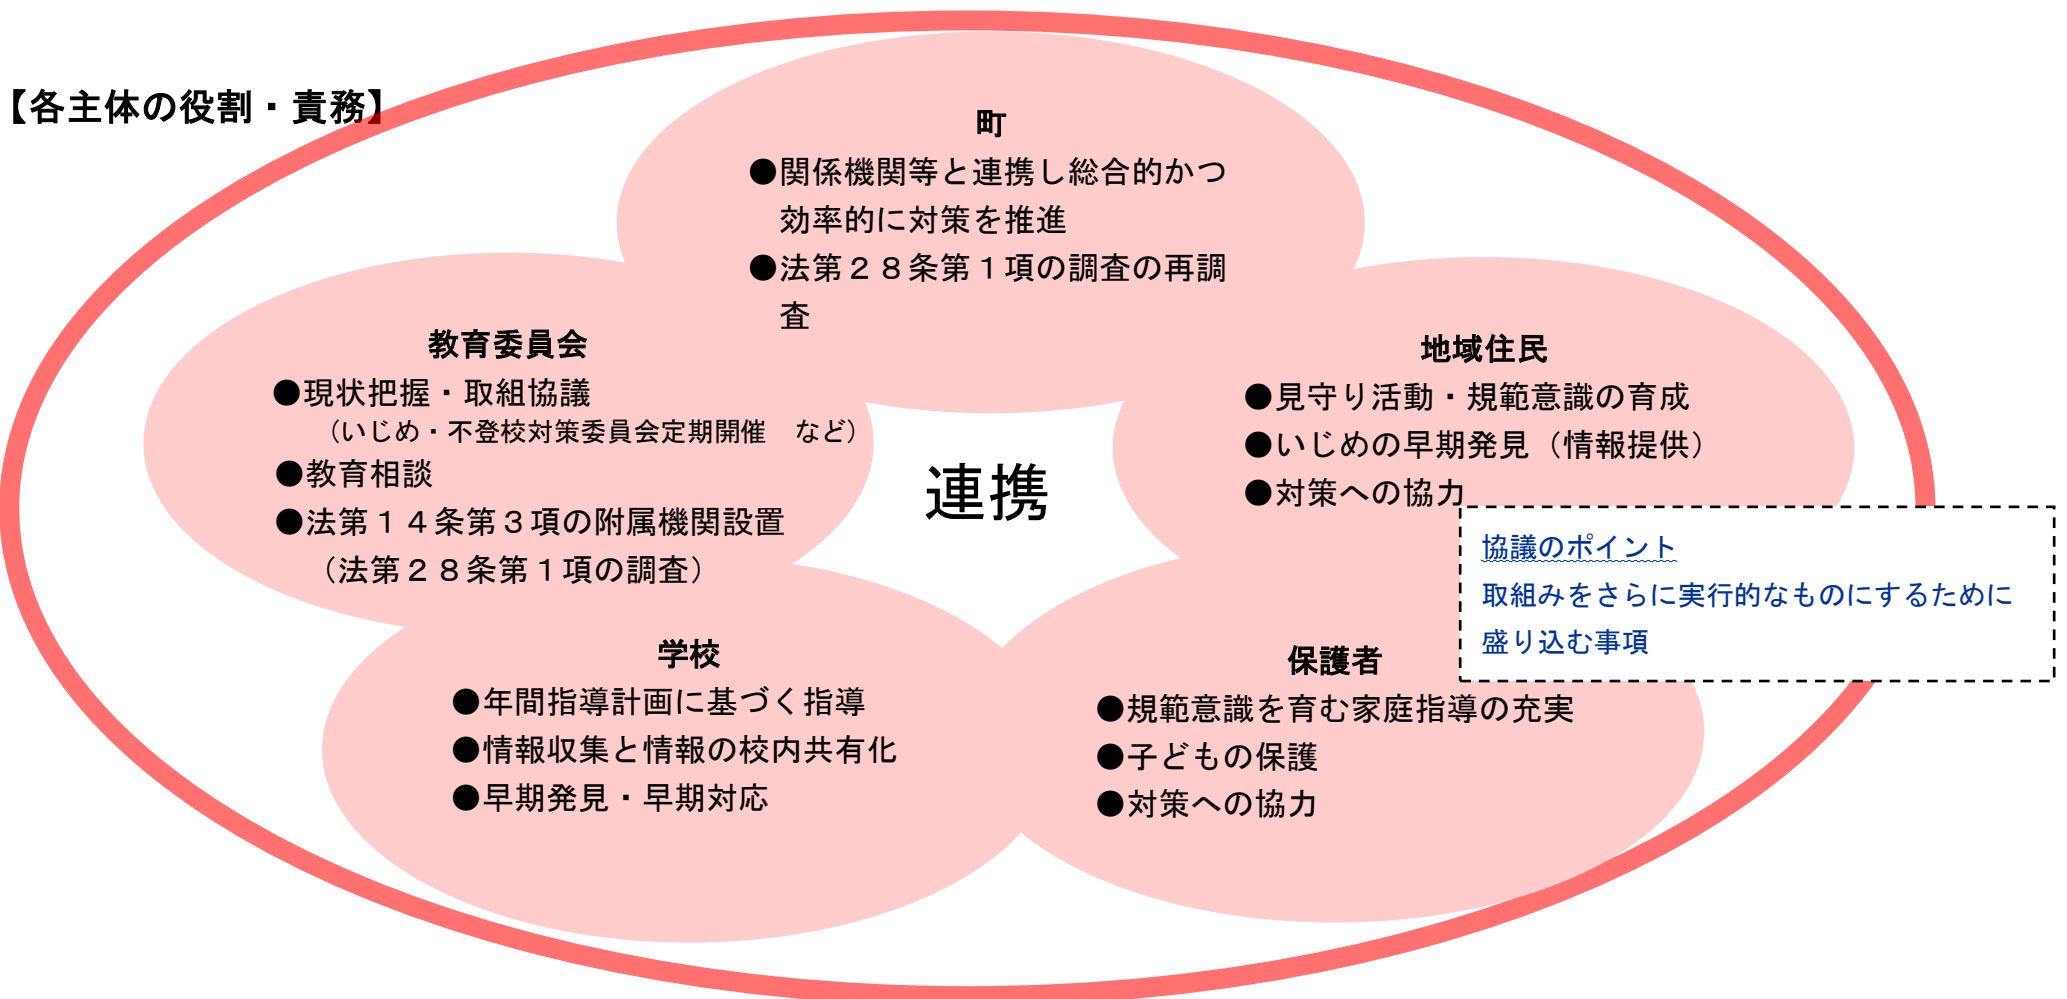 【各主体の役割・責務】
町
●関係機関等と連携し総合的かつ
効率的に対策を推進
●法第２８条第１項の調査の再調
査
教育委員会
●現状把握・取組協議
（いじめ・不登校対策委員会定期開催　など）
●教育相談
●法第１４条第３項の附属機関設置
（法第２８条第１項の調査）
地域住民
●見守り活動・規範意識の育成
●いじめの早期発見（情報提供）
●対策への協力
連携
協議のポイント
取組みをさらに実行的なものにするために
盛り込む事項
学校
●年間指導計画に基づく指導
●情報収集と情報の校内共有化
●早期発見・早期対応
保護者
●規範意識を育む家庭指導の充実
●子どもの保護
●対策への協力